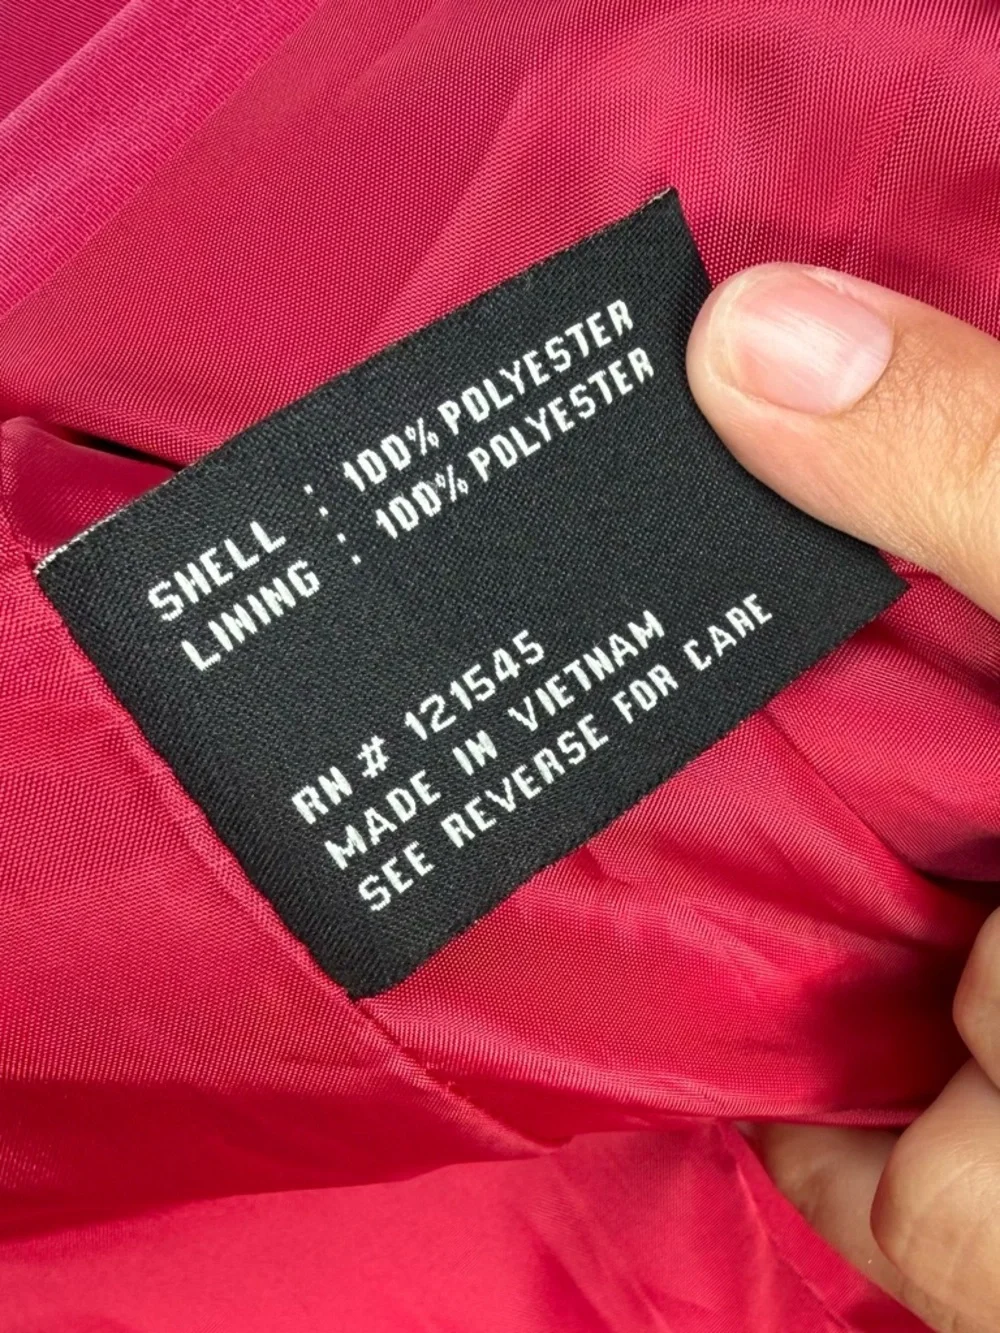 SHELL : 100% POLYESTER
LINING : 100% POLYESTER
RN # 121545
MADE IN VIETNAM
SEE REVERSE FOR CARE